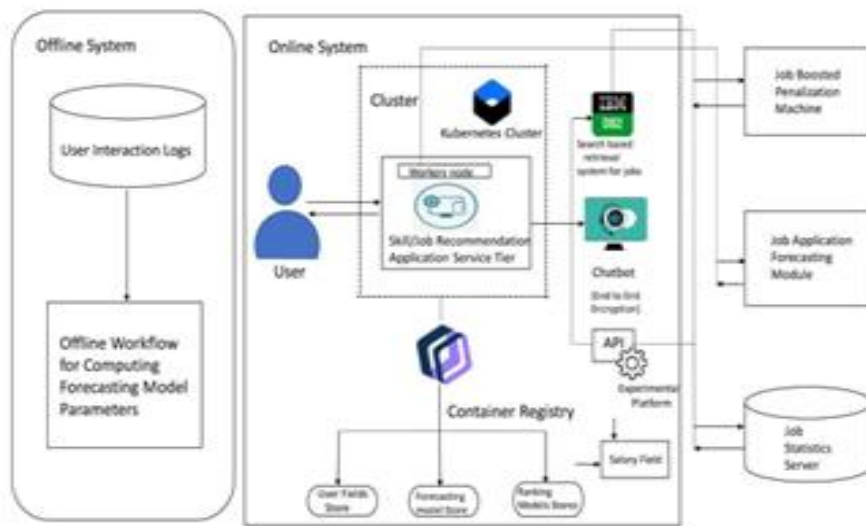 Offline System
User Interaction Logs
Offline Workflow
for Computing
Forecasting Model
Parameters
Online System
Cluster
Kubernetes Cluster
Workers node
Skill/Job Recommendation
Application Service Tier
User
IBM
DB2
Search based
retrieval
system for jobs
Chatbot
(End to End
Encryption)
API
Experimental
Platform
Container Registry
User Fields
Store
Forecasting
model Store
Ranking
Models Stores
Salary Field
Job Boosted
Penalization
Machine
Job Application
Forecasting
Module
Job
Statistics
Server